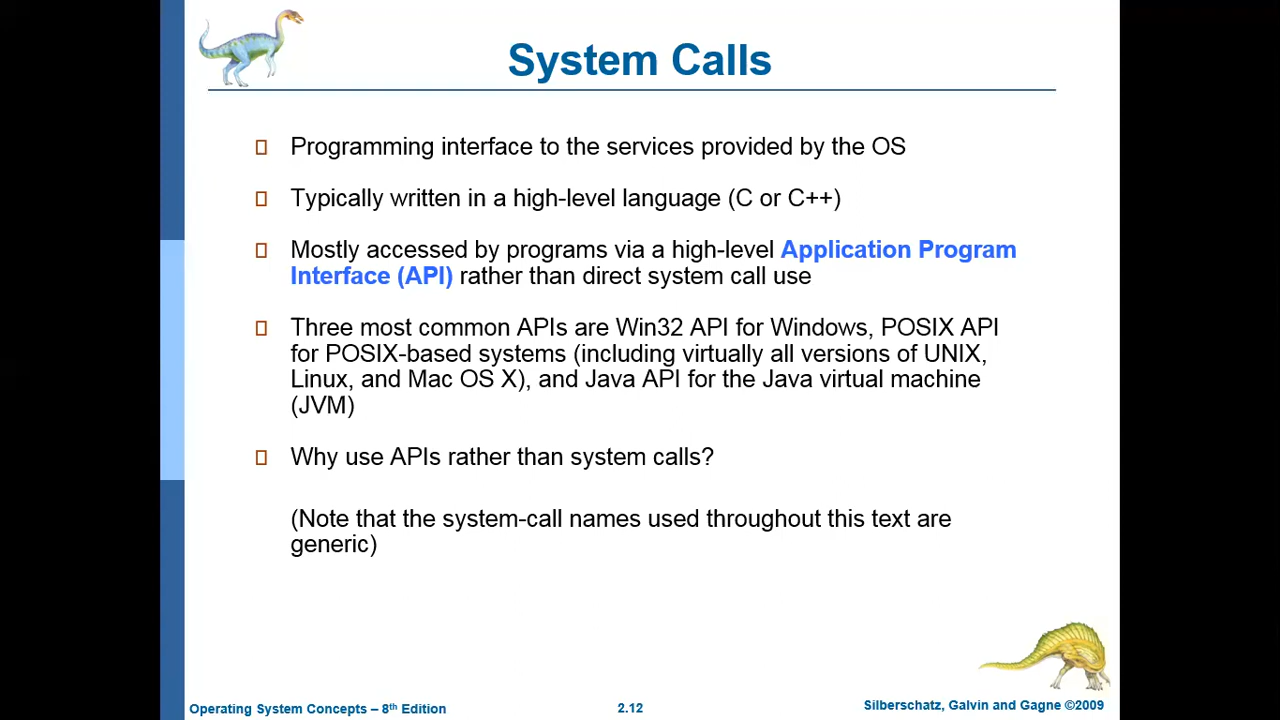 System Calls
Programming interface to the services provided by the OS
Typically written in a high-level language (C or C++)
Mostly accessed by programs via a high-level Application Program
Interface (API) rather than direct system call use
Three most common APIs are Win32 API for Windows, POSIX API
for POSIX-based systems (including virtually all versions of UNIX,
Linux, and Mac OS X), and Java API for the Java virtual machine
(JVM)
Why use APIs rather than system calls?
(Note that the system-call names used throughout this text are
generic)
Operating System Concepts – 8th Edition
2.12
Silberschatz, Galvin and Gagne ©2009